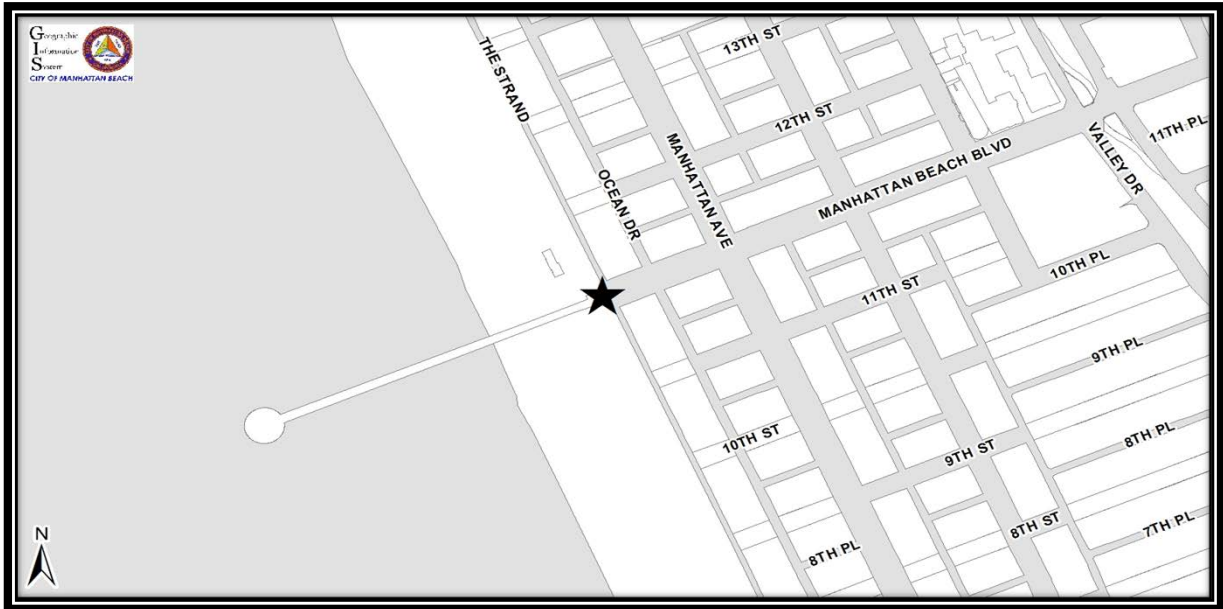 Geographic
Information
System
CITY OF MANHATTAN BEACH
THE STRAND
13TH ST
12TH ST
OCEAN DR
MANHATTAN AVE
MANHATTAN BEACH BLVD
VALLEY DR
11TH PL
10TH PL
11TH ST
9TH PL
10TH ST
9TH ST
8TH PL
8TH PL
8TH ST
7TH PL
N